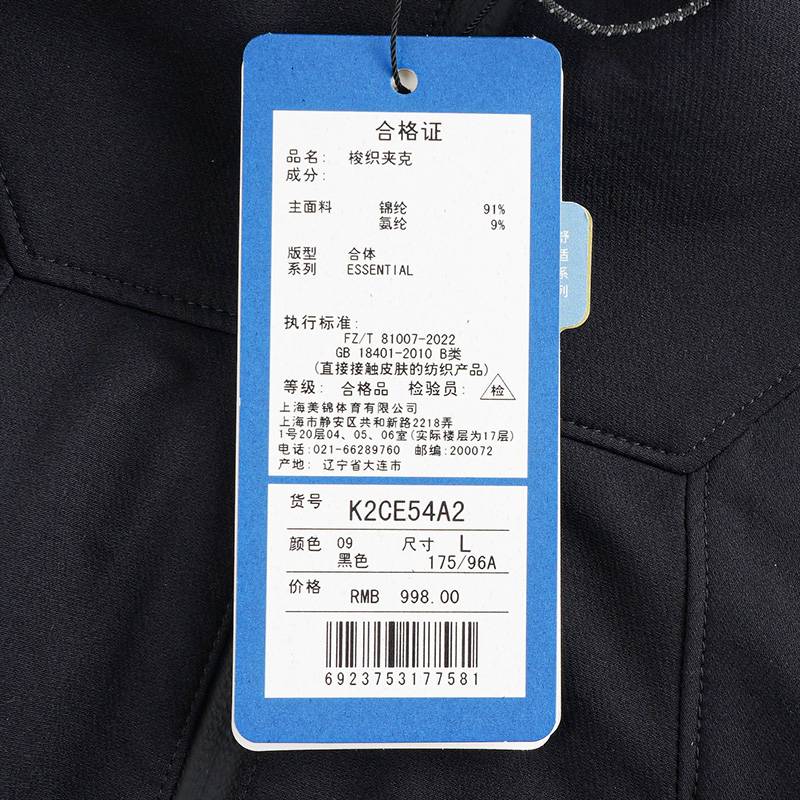 合格证
品名: 梭织夹克
成分:
主面料 锦纶 91%
氨纶 9%
版型 合体
系列 ESSENTIAL
执行标准:
FZ/T 81007-2022
GB 18401-2010 B类
(直接接触皮肤的纺织产品)
等级: 合格品 检验员: 检
上海美锦体育有限公司
上海市静安区共和新路2218弄
1号20层04、05、06室(实际楼层为17层)
电话:021-66289760 邮编:200072
产地: 辽宁省大连市
货号 K2CE54A2
颜色 09 尺寸 L
黑色 175/96A
价格 RMB 998.00
6923753177581
舒
适
系
列